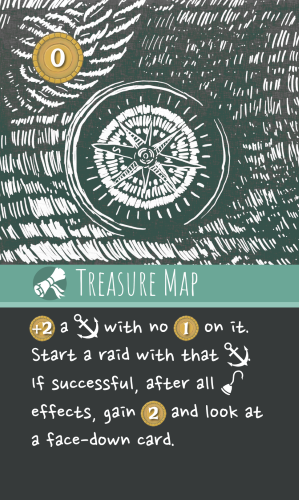 0
TREASURE MAP
+2 a with no 1 on it.
Start a raid with that .
If successful, after all
effects, gain 2 and look at
a face-down card.